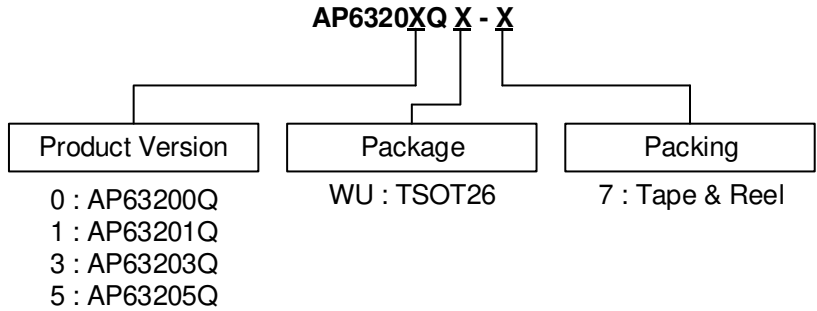 AP6320XQ X - X
Product Version
Package
Packing
0 : AP63200Q
1 : AP63201Q
3 : AP63203Q
5 : AP63205Q
WU : TSOT26
7 : Tape & Reel